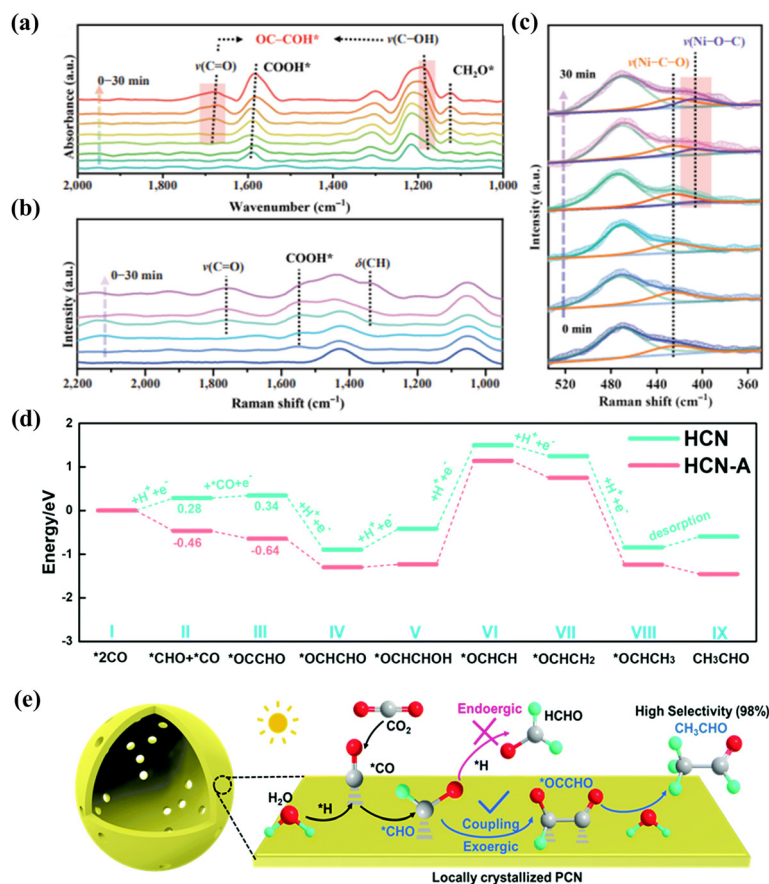 (a)
OC–COH*
ν(C=O)
ν(C–OH)
COOH*
CH₂O*
0–30 min
Absorbance (a.u.)
2,000 1,800 1,600 1,400 1,200 1,000
Wavenumber (cm⁻¹)
(b)
0–30 min
ν(C=O)
COOH*
δ(CH)
Intensity (a.u.)
2,200 2,000 1,800 1,600 1,400 1,200 1,000
Raman shift (cm⁻¹)
(c)
ν(Ni–O–C)
ν(Ni–C–O)
30 min
0 min
Intensity (a.u.)
520 480 440 400 360
Raman shift (cm⁻¹)
(d)
HCN
HCN-A
Energy/eV
2
1
0
-1
-2
-3
+H⁺+e⁻
+*CO+e⁻
+H⁺+e⁻
+H⁺+e⁻
+H⁺+e⁻
+H⁺+e⁻
+H⁺+e⁻
desorption
0.28
0.34
-0.46
-0.64
I II III IV V VI VII VIII IX
*2CO *CHO+*CO *OCCHO *OCHCHO *OCHCHOH *OCHCH *OCHCH₂ *OCHCH₃ CH₃CHO
(e)
CO₂
Endoergic
HCHO
High Selectivity (98%)
CH₃CHO
*CO
*H
*OCCHO
H₂O
*H
*CHO
Coupling
Exoergic
Locally crystallized PCN